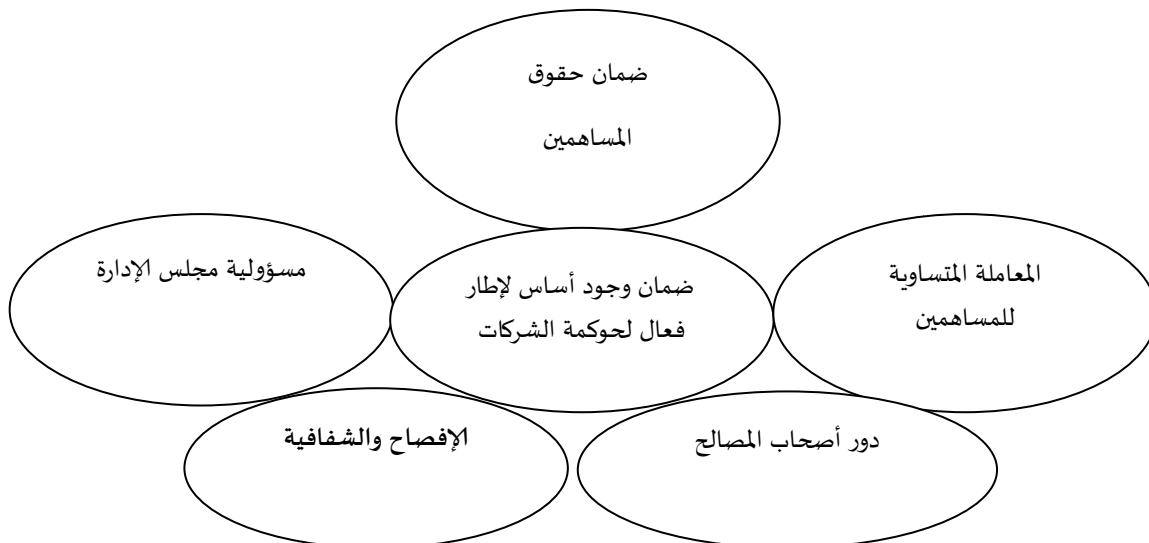 ضمان حقوق
المساهمين
المعاملة المتساوية
للمساهمين
ضمان وجود أساس لإطار
فعال لحوكمة الشركات
مسؤولية مجلس الإدارة
دور أصحاب المصالح
الإفصاح والشفافية